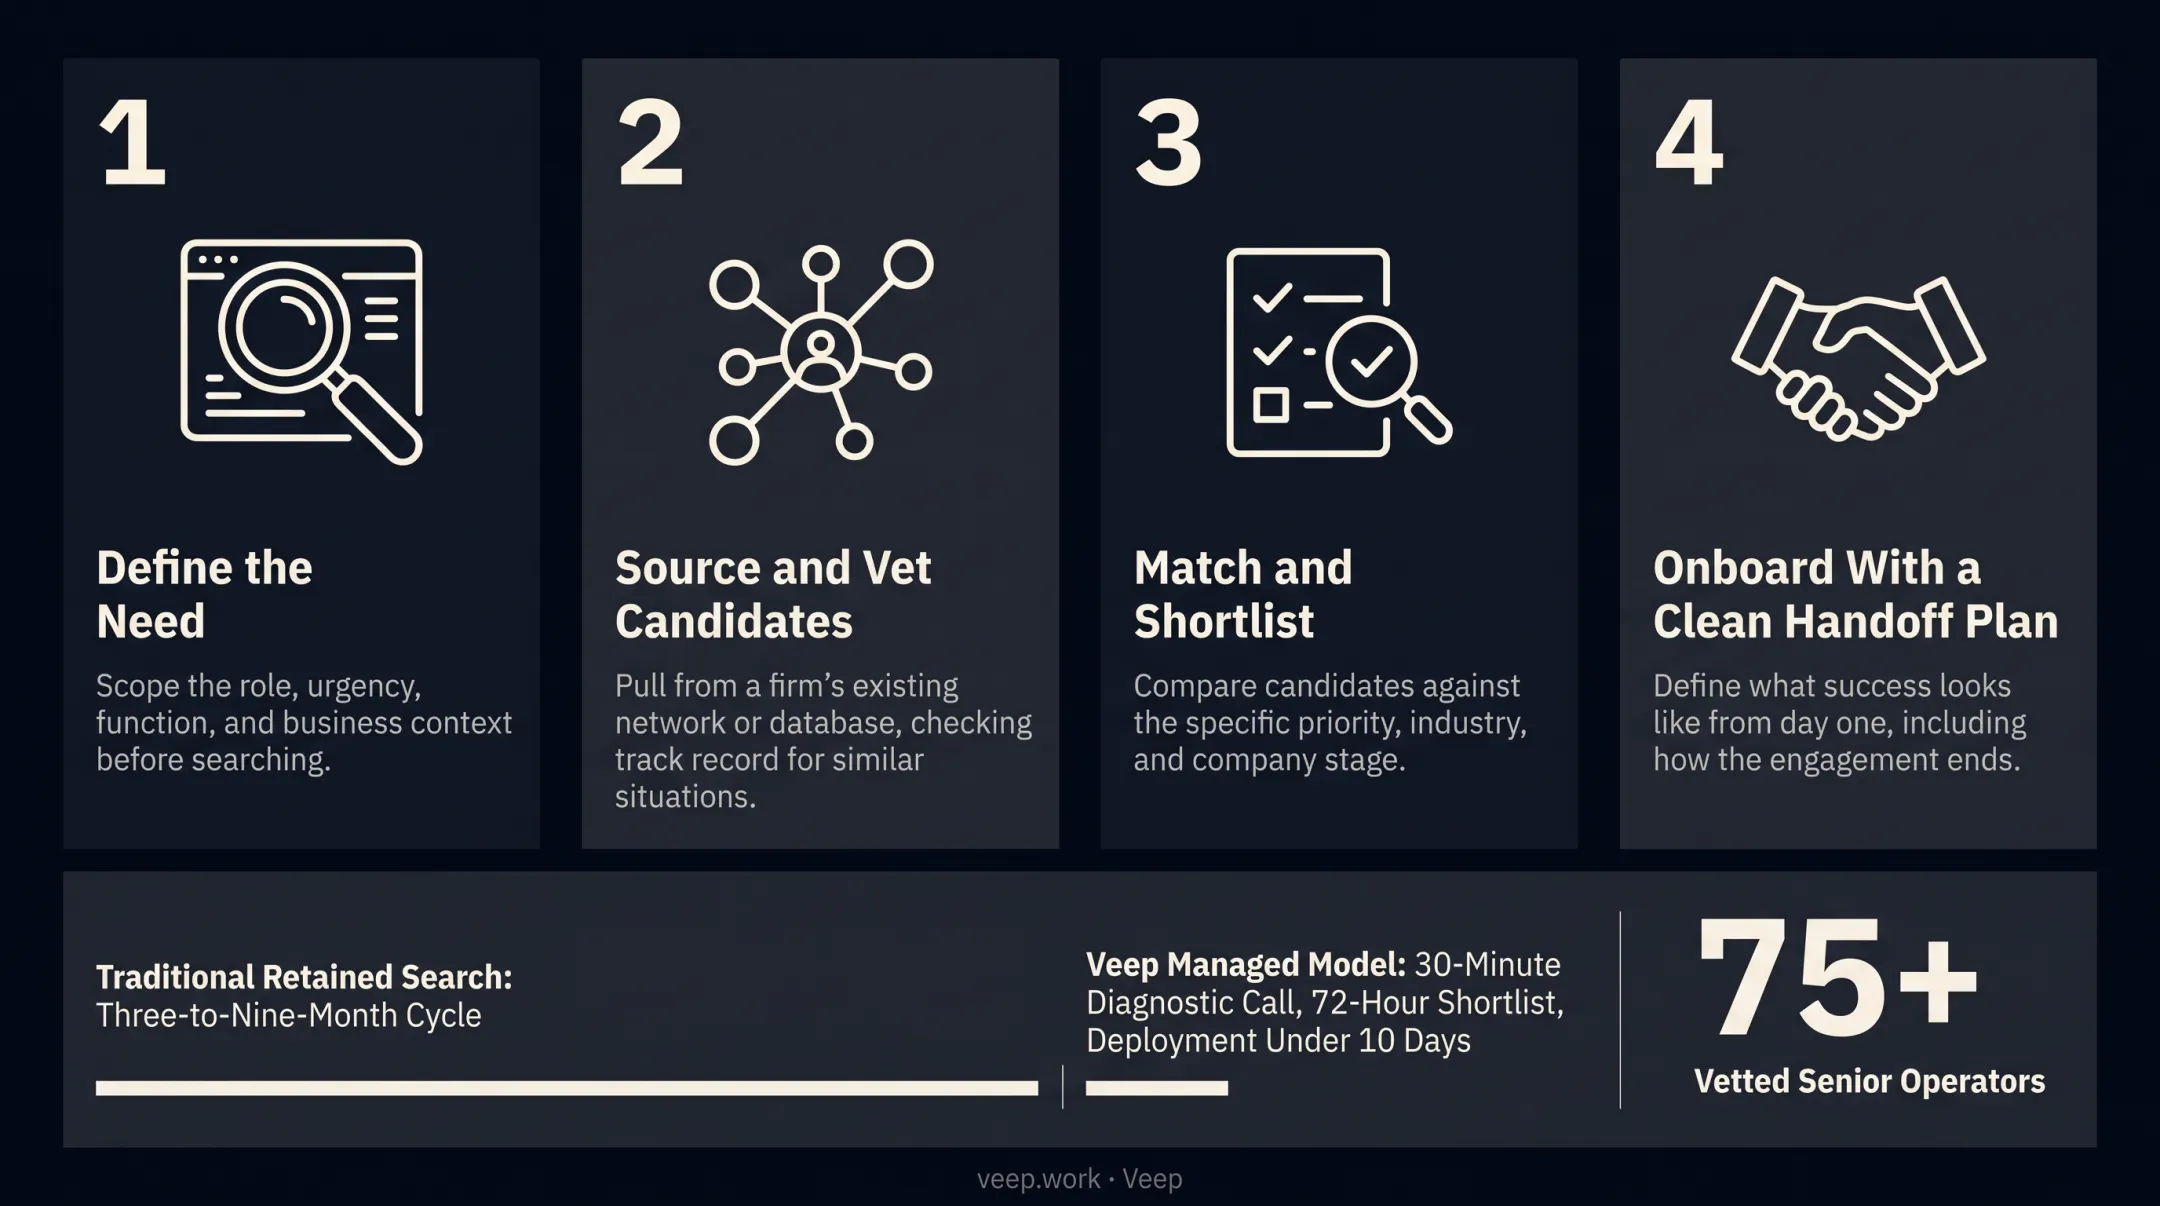 1
Define the
Need
Scope the role, urgency,
function, and business context
before searching.
2
Source and Vet
Candidates
Pull from a firm’s existing
network or database, checking
track record for similar
situations.
3
Match and
Shortlist
Compare candidates against
the specific priority, industry,
and company stage.
4
Onboard With a
Clean Handoff Plan
Define what success looks
like from day one, including
how the engagement ends.
Traditional Retained Search:
Three-to-Nine-Month Cycle
Veep Managed Model: 30-Minute
Diagnostic Call, 72-Hour Shortlist,
Deployment Under 10 Days
75+
Vetted Senior Operators
veep.work · Veep